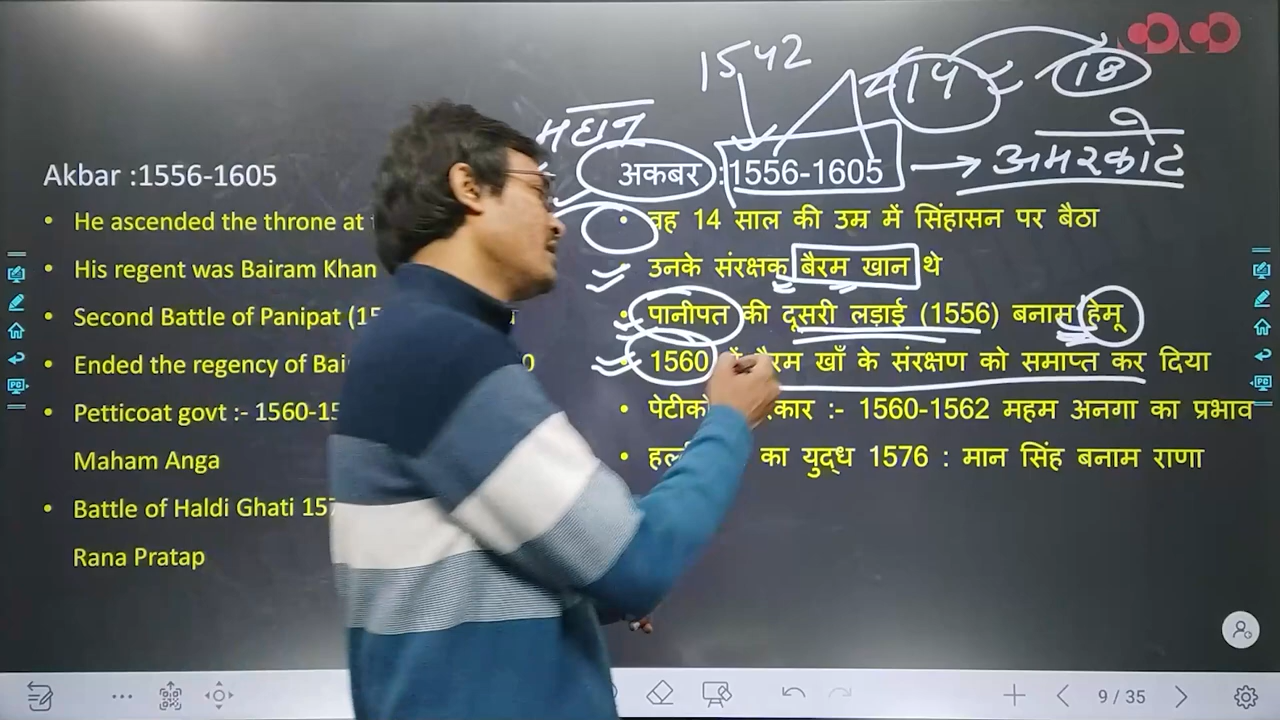 1542
14
18
महान
अमरकोट
Akbar :1556-1605
He ascended the throne at
His regent was Bairam Khan
Second Battle of Panipat (15
Ended the regency of Bai
0
Petticoat govt :- 1560-15
Maham Anga
Battle of Haldi Ghati 157
Rana Pratap
अकबर :1556-1605
वह 14 साल की उम्र में सिंहासन पर बैठा
उनके संरक्षक बैरम खान थे
पानीपत की दूसरी लड़ाई (1556) बनाम हेमू
1560 में बैरम खाँ के संरक्षण को समाप्त कर दिया
:- 1560-1562 महम अनगा का प्रभाव
का युद्ध 1576 : मान सिंह बनाम राणा
9 / 35